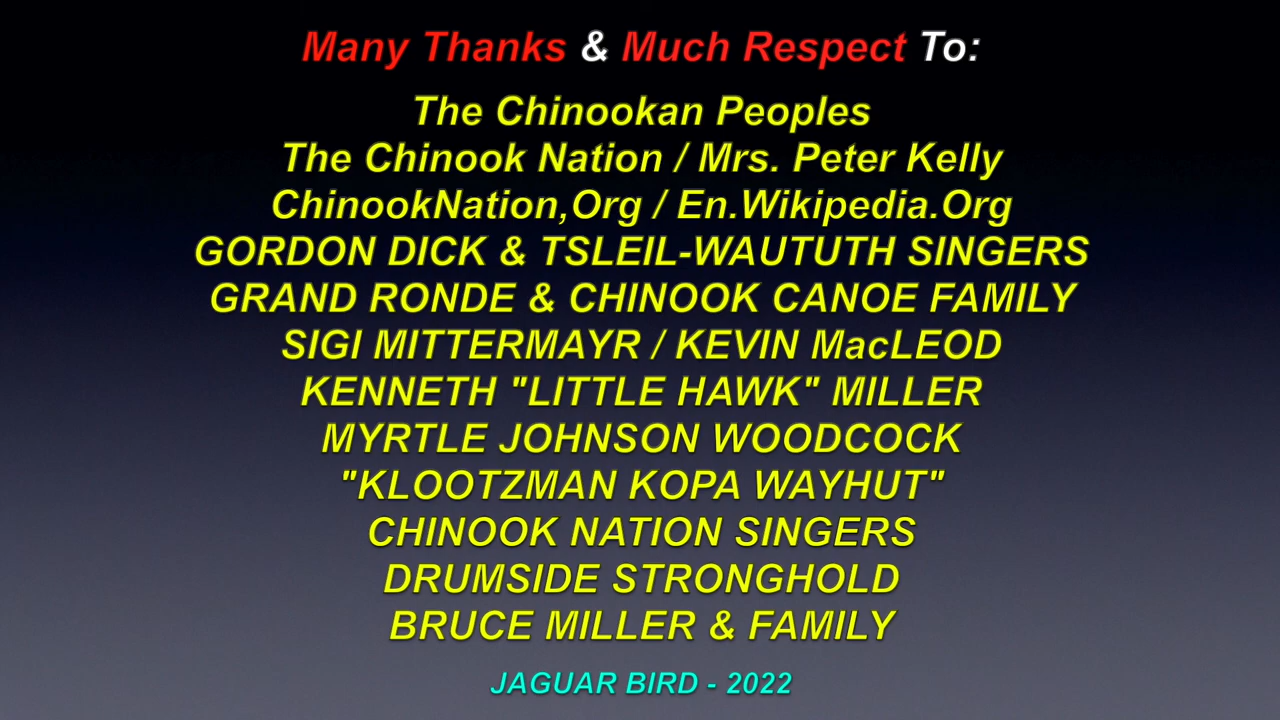 Many Thanks & Much Respect To:
The Chinookan Peoples
The Chinook Nation / Mrs. Peter Kelly
ChinookNation,Org / En.Wikipedia.Org
GORDON DICK & TSLEIL-WAUTUTH SINGERS
GRAND RONDE & CHINOOK CANOE FAMILY
SIGI MITTERMAYR / KEVIN MacLEOD
KENNETH "LITTLE HAWK" MILLER
MYRTLE JOHNSON WOODCOCK
"KLOOTZMAN KOPA WAYHUT"
CHINOOK NATION SINGERS
DRUMSIDE STRONGHOLD
BRUCE MILLER & FAMILY
JAGUAR BIRD - 2022